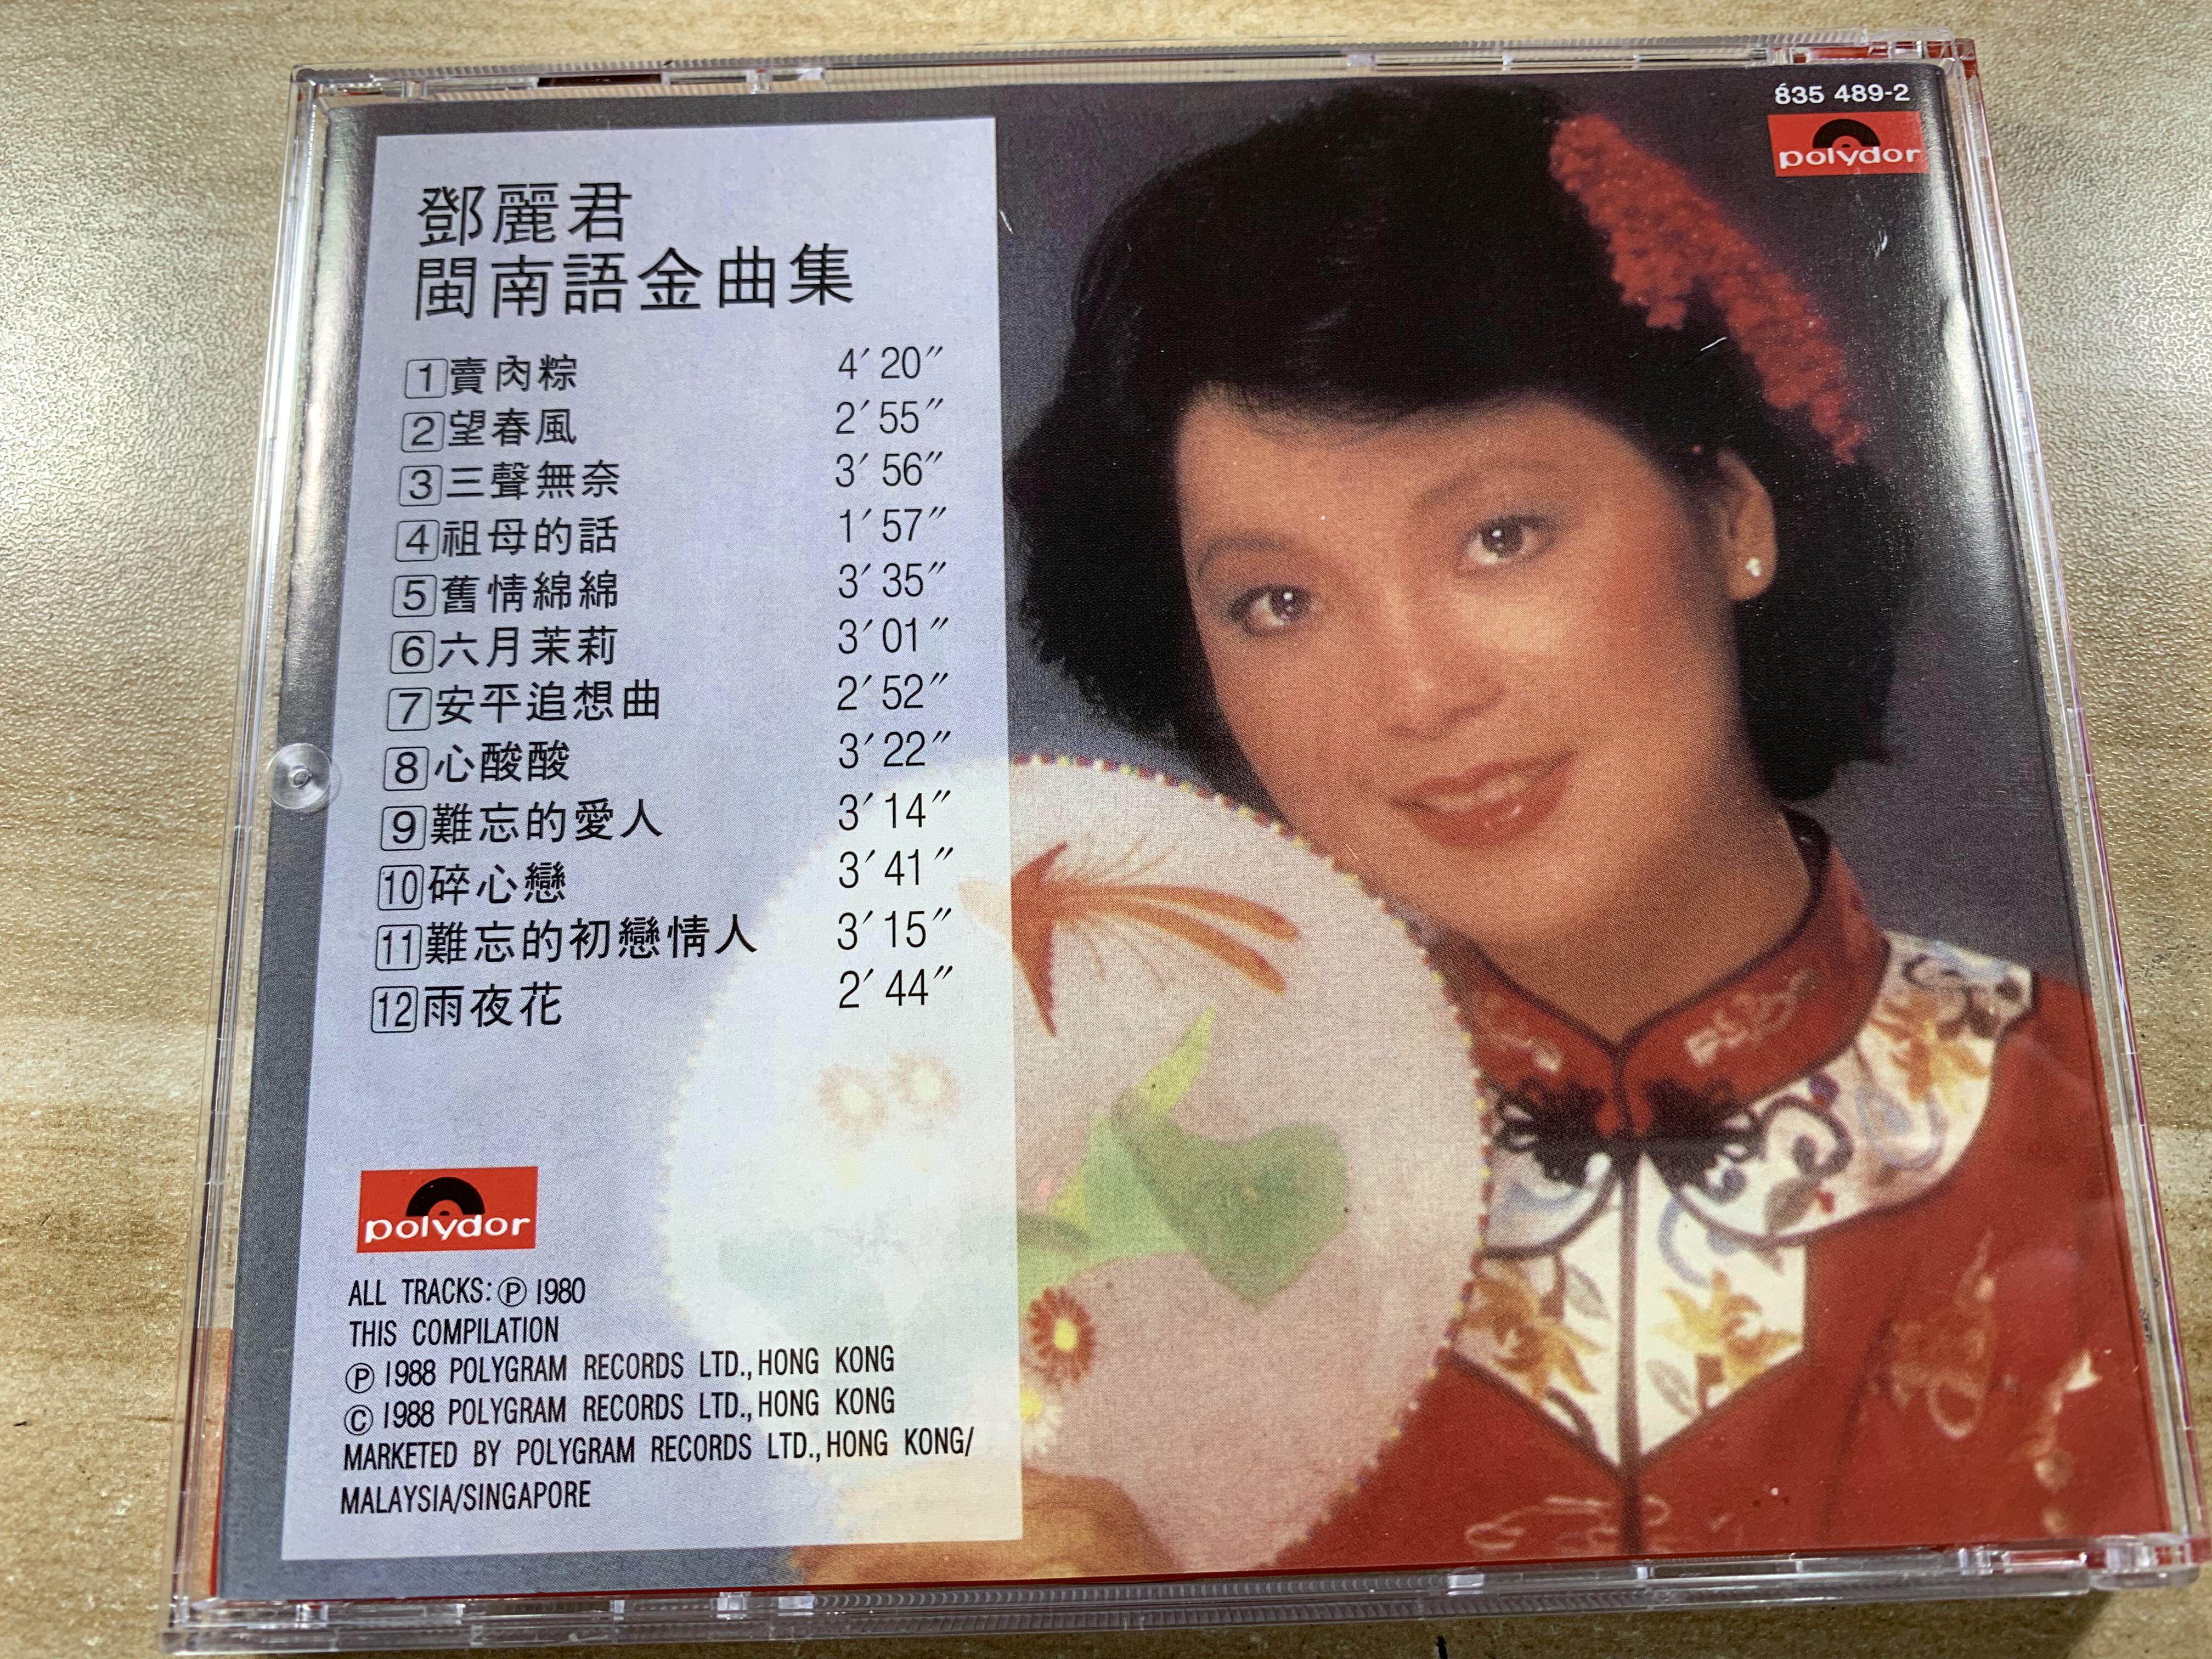 835 489-2
polydor
鄧麗君
閩南語金曲集
1 賣肉粽 4′20″
2 望春風 2′55″
3 三聲無奈 3′56″
4 祖母的話 1′57″
5 舊情綿綿 3′35″
6 六月茉莉 3′01″
7 安平追想曲 2′52″
8 心酸酸 3′22″
9 難忘的愛人 3′14″
10 碎心戀 3′41″
11 難忘的初戀情人 3′15″
12 雨夜花 2′44″
polydor
ALL TRACKS: ℗ 1980
THIS COMPILATION
℗ 1988 POLYGRAM RECORDS LTD., HONG KONG
© 1988 POLYGRAM RECORDS LTD., HONG KONG
MARKETED BY POLYGRAM RECORDS LTD., HONG KONG/
MALAYSIA/SINGAPORE